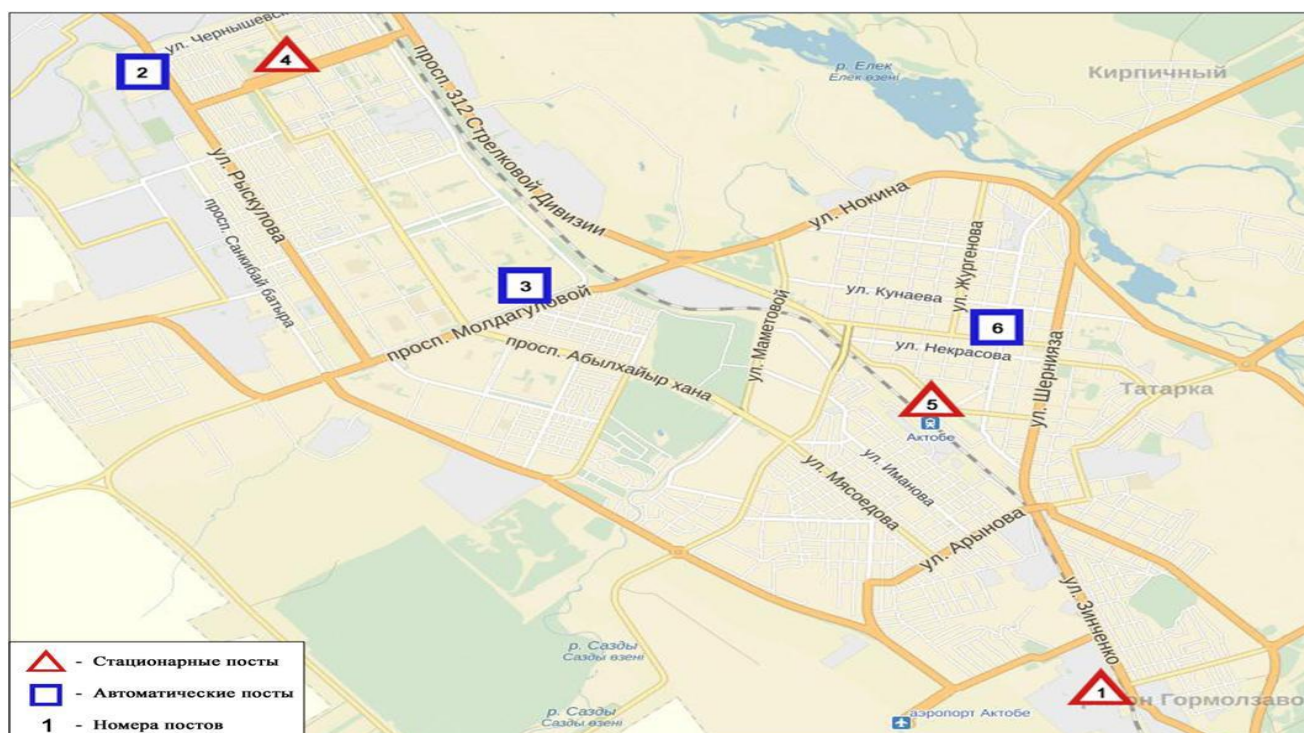 ул. Чернышевск
2
4
просп. 312 Стрелковой Дивизии
р. Елек
Елек өзені
Кирпичный
ул. Рыскулова
просп. Санкибай батыра
ул. Нокина
3
просп. Молдагуловой
ул. Кунаева
ул. Жургенова
6
ул. Некрасова
ул. Маметовой
просп. Абылхайыр хана
ул. Шернияза
Татарка
5
Актобе
ул. Иманова
ул. Мясоедова
ул. Арынова
ул. Зинченко
р. Сазды
Сазды өзені
р. Сазды
Сазды өзені
аэропорт Актобе
1
он Гормолзаво
- Стационарные посты
- Автоматические посты
1 - Номера постов